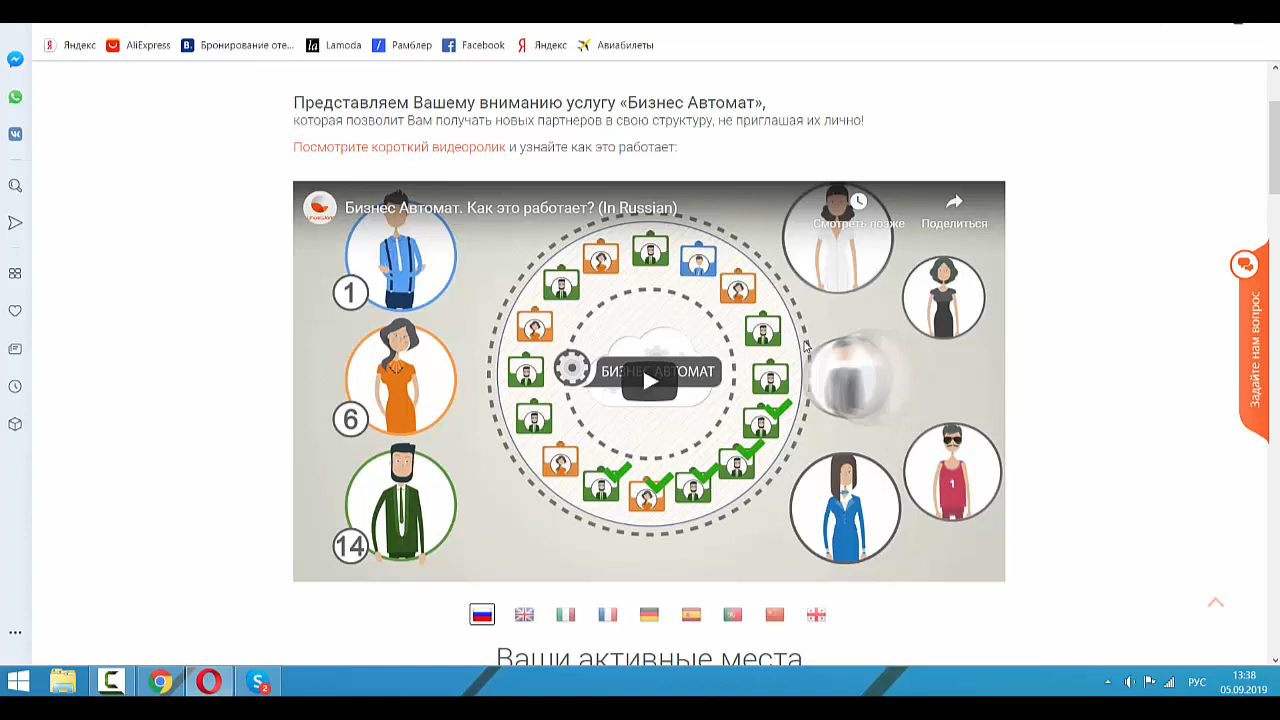 Яндекс AliExpress Бронирование оте... Lamoda Рамблер Facebook Яндекс Авиабилеты
Представляем Вашему вниманию услугу «Бизнес Автомат»,
которая позволит Вам получать новых партнеров в свою структуру, не приглашая их лично!
Посмотрите короткий видеоролик и узнайте как это работает:
Бизнес Автомат. Как это работает? (In Russian)
Смотреть позже
Поделиться
1
6
14
БИЗНЕС АВТОМАТ
1
Задайте нам вопрос
Ваши активные места
2
РУС
13:38
05.09.2019